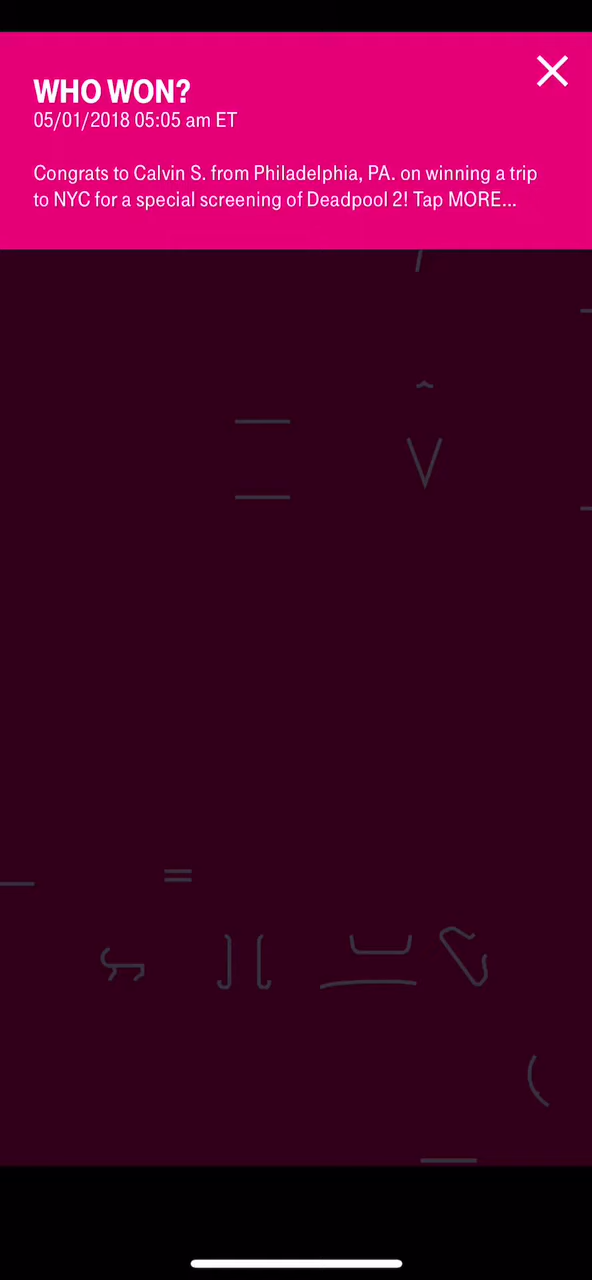 WHO WON?
05/01/2018 05:05 am ET
Congrats to Calvin S. from Philadelphia, PA. on winning a trip
to NYC for a special screening of Deadpool 2! Tap MORE...